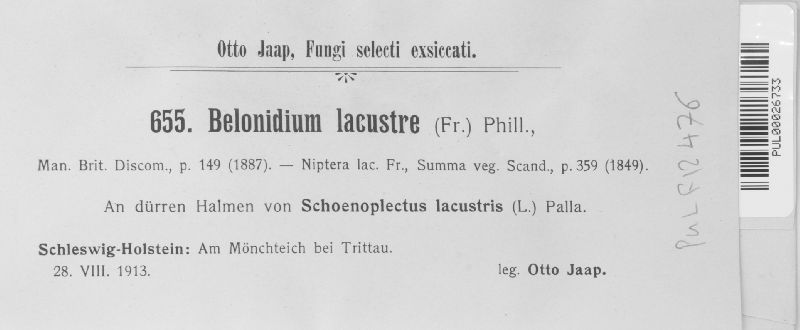 Otto Jaap, Fungi selecti exsiccati.
655. Belonidium lacustre (Fr.) Phill.,
Man. Brit. Discom., p. 149 (1887). — Niptera lac. Fr., Summa veg. Scand., p. 359 (1849).
An dürren Halmen von Schoenoplectus lacustris (L.) Palla.
Schleswig-Holstein: Am Mönchteich bei Trittau.
28. VIII. 1913.
leg. Otto Jaap.
PUL F12476
PUL00026733